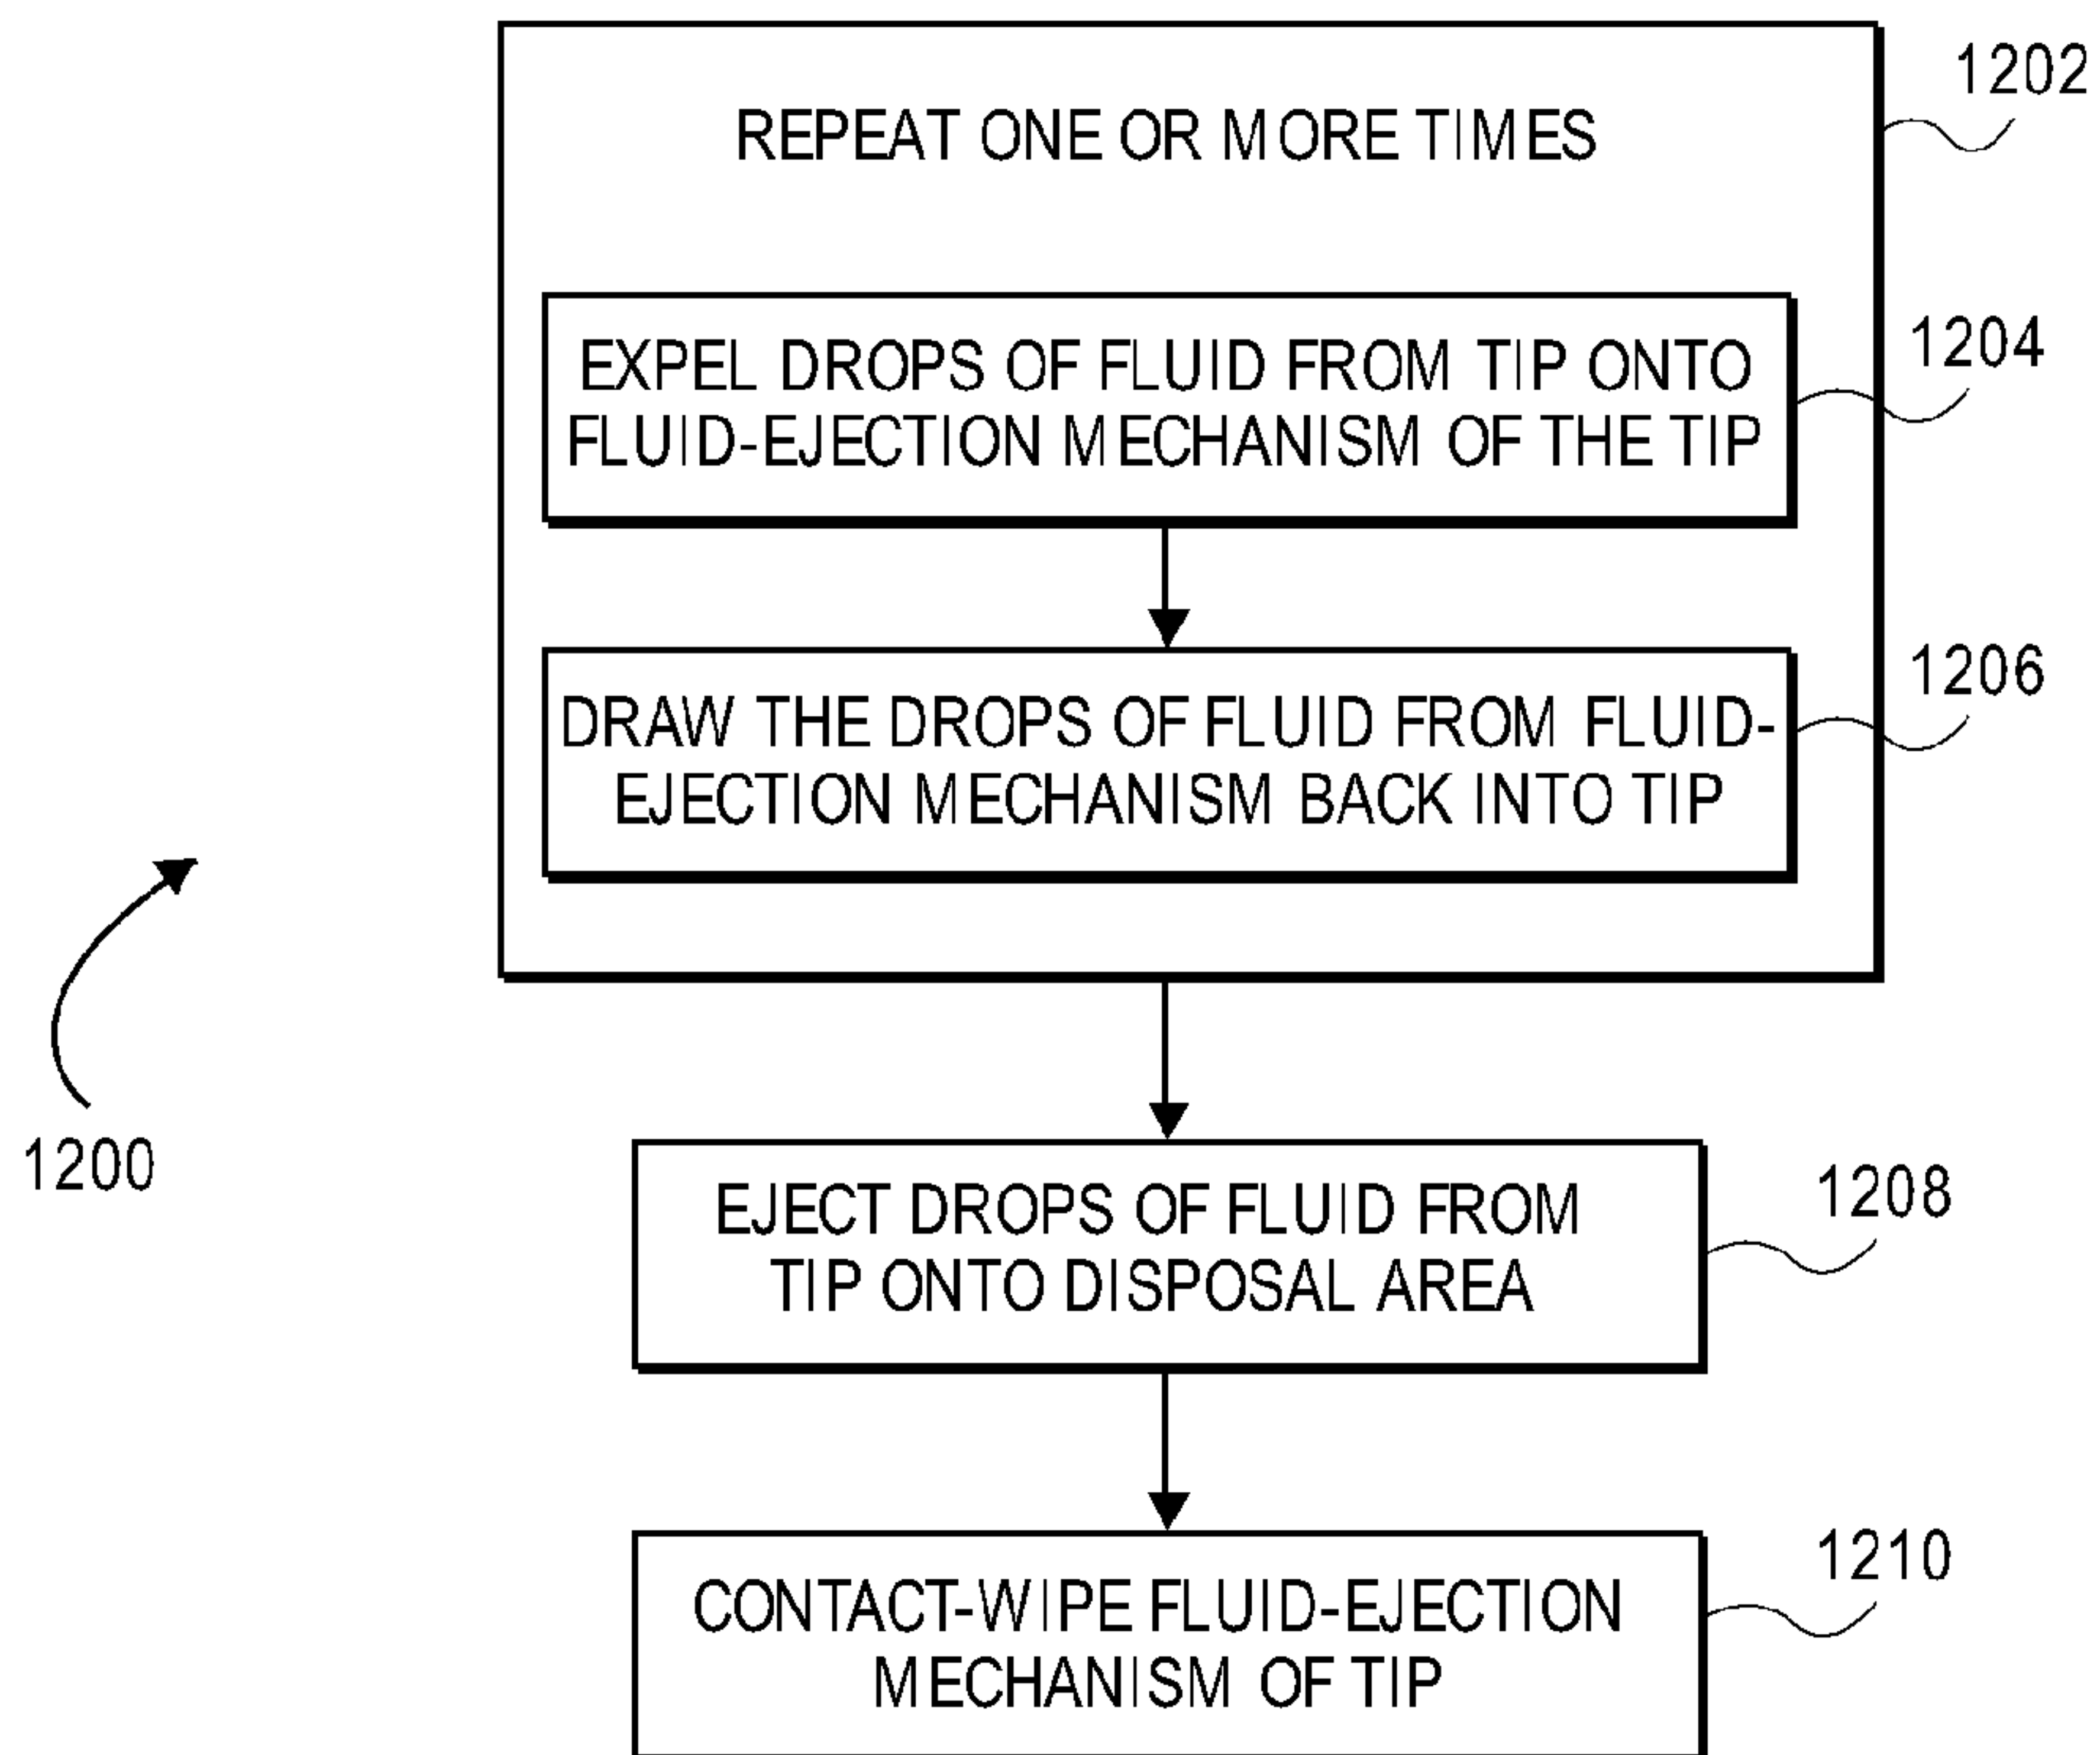 REPEAT ONE OR MORE TIMES
1202
EXPEL DROPS OF FLUID FROM TIP ONTO
FLUID-EJECTION MECHANISM OF THE TIP
1204
DRAW THE DROPS OF FLUID FROM FLUID-
EJECTION MECHANISM BACK INTO TIP
1206
1200
EJECT DROPS OF FLUID FROM
TIP ONTO DISPOSAL AREA
1208
CONTACT-WIPE FLUID-EJECTION
MECHANISM OF TIP
1210